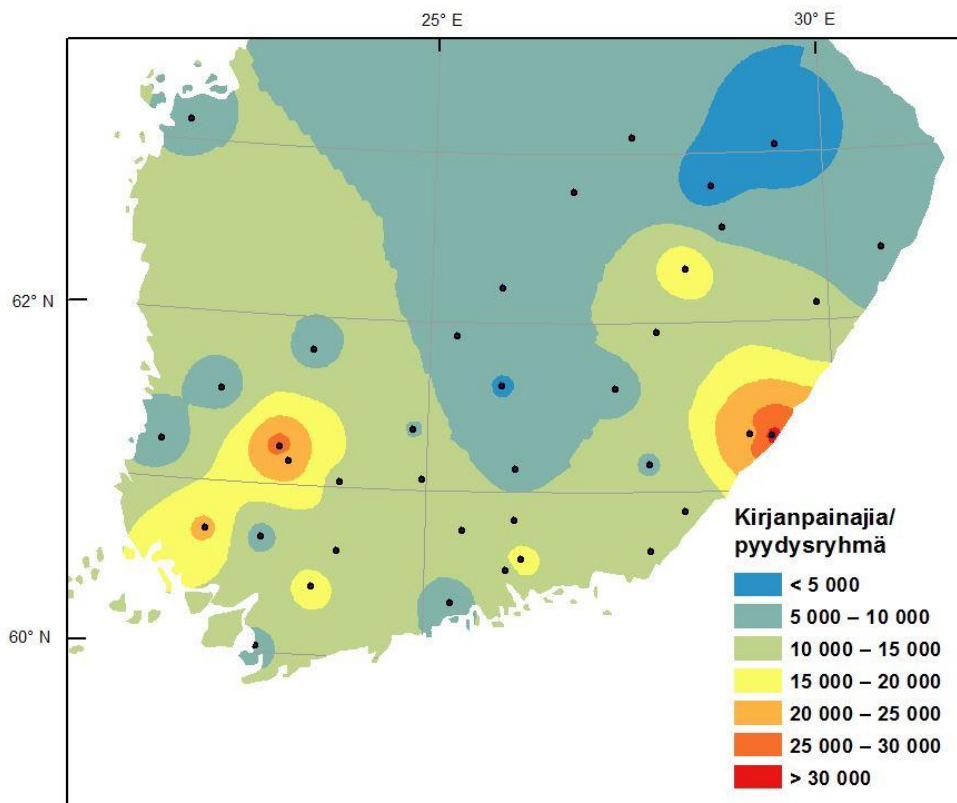 25° E
30° E
62° N
60° N
Kirjanpainajia/
pyydysryhmä
< 5 000
5 000 – 10 000
10 000 – 15 000
15 000 – 20 000
20 000 – 25 000
25 000 – 30 000
> 30 000